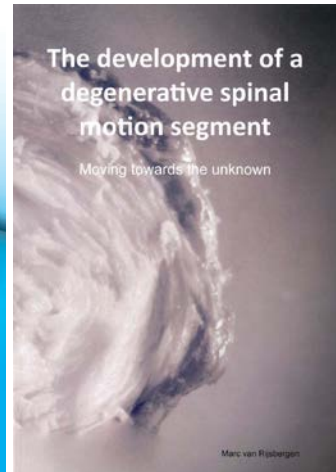 The development of a
degenerative spinal
motion segment
Moving towards the unknown
Marc van Rijsbergen